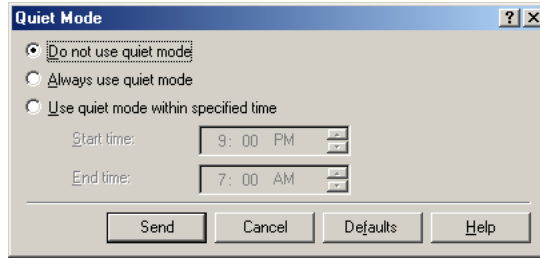 Quiet Mode
Do not use quiet mode
Always use quiet mode
Use quiet mode within specified time
Start time: 9: 00 PM
End time: 7: 00 AM
Send Cancel Defaults Help